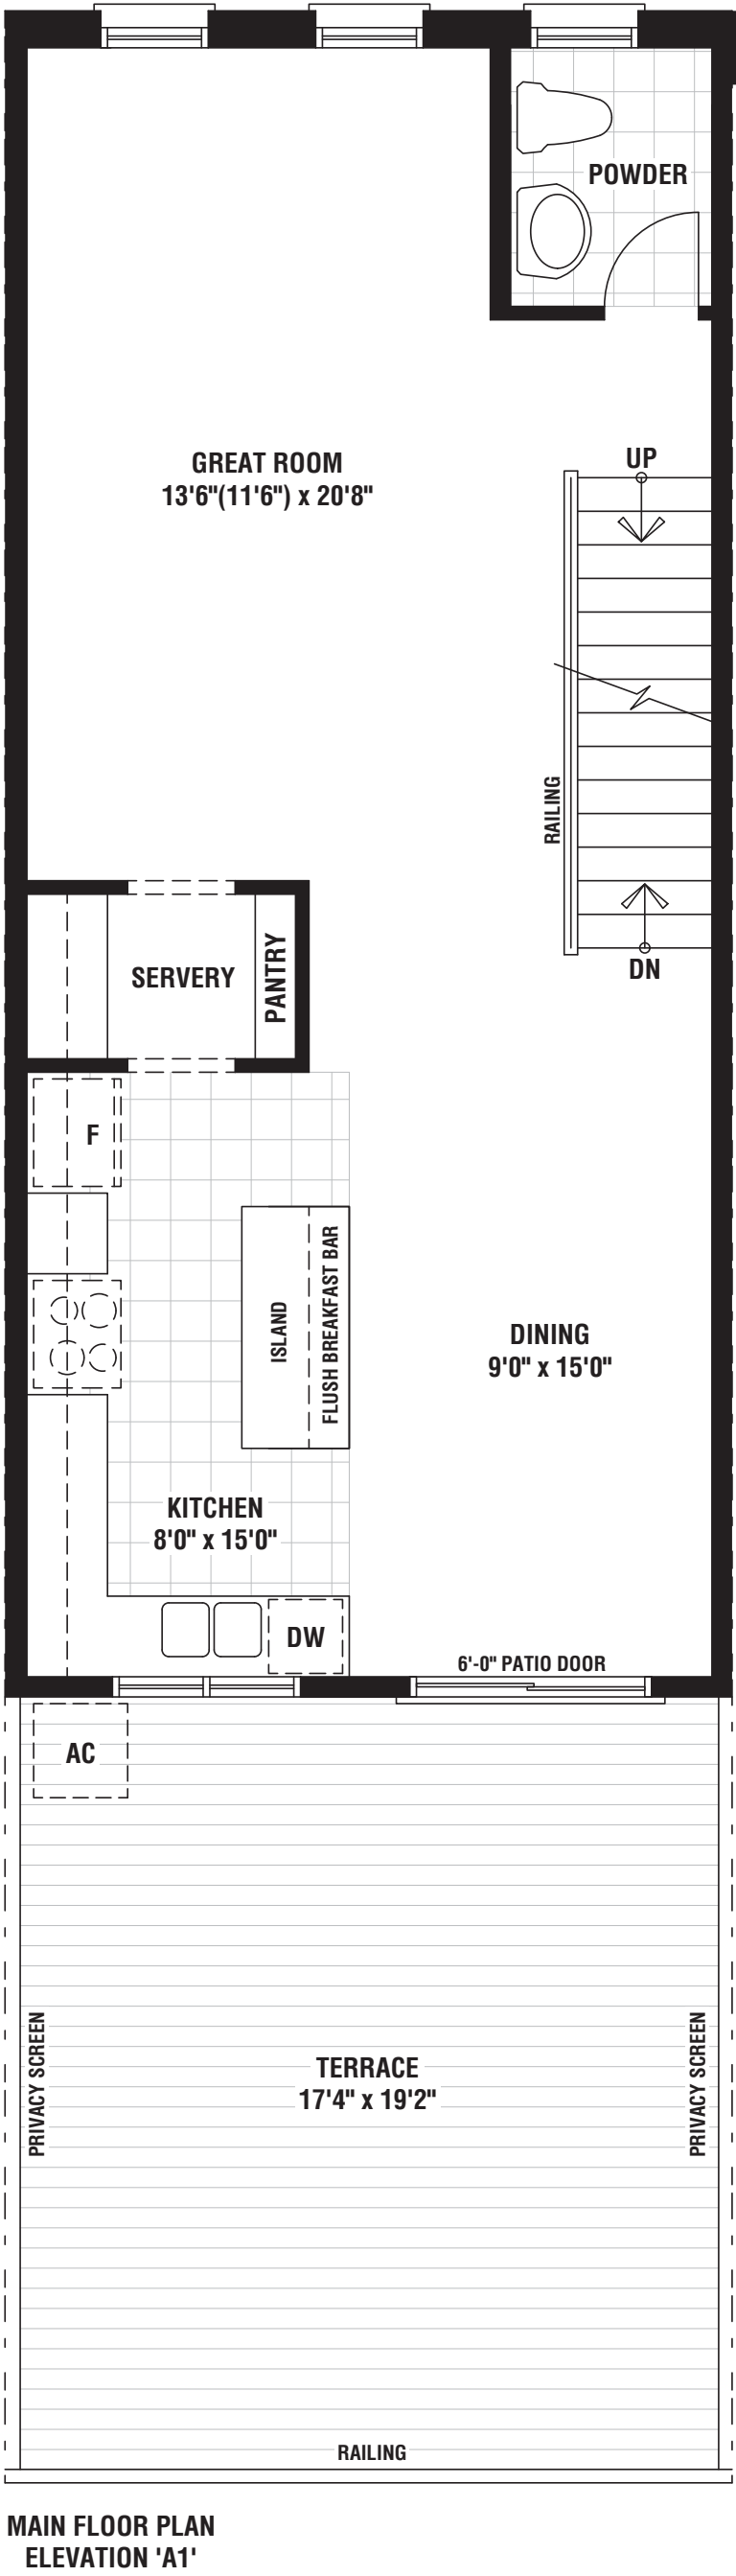 POWDER
GREAT ROOM
13'6"(11'6") x 20'8"
UP
RAILING
DN
SERVERY
PANTRY
F
ISLAND
FLUSH BREAKFAST BAR
DINING
9'0" x 15'0"
KITCHEN
8'0" x 15'0"
DW
6'-0" PATIO DOOR
AC
PRIVACY SCREEN
TERRACE
17'4" x 19'2"
PRIVACY SCREEN
RAILING
MAIN FLOOR PLAN
ELEVATION 'A1'